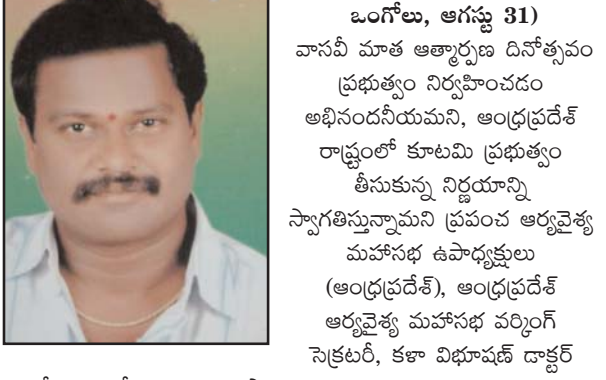 ఒంగోలు, ఆగస్టు 31)
వాసవీ మాత ఆత్మార్పణ దినోత్సవం
ప్రభుత్వం నిర్వహించడం
అభినందనీయమని, ఆంధ్రప్రదేశ్
రాష్ట్రంలో కూటమి ప్రభుత్వం
తీసుకున్న నిర్ణయాన్ని
స్వాగతిస్తున్నామని ప్రపంచ ఆర్యవైశ్య
మహాసభ ఉపాధ్యక్షులు
(ఆంధ్రప్రదేశ్), ఆంధ్రప్రదేశ్
ఆర్యవైశ్య మహాసభ వర్కింగ్
సెక్రటరీ, కళా విభూషణ్ డాక్టర్